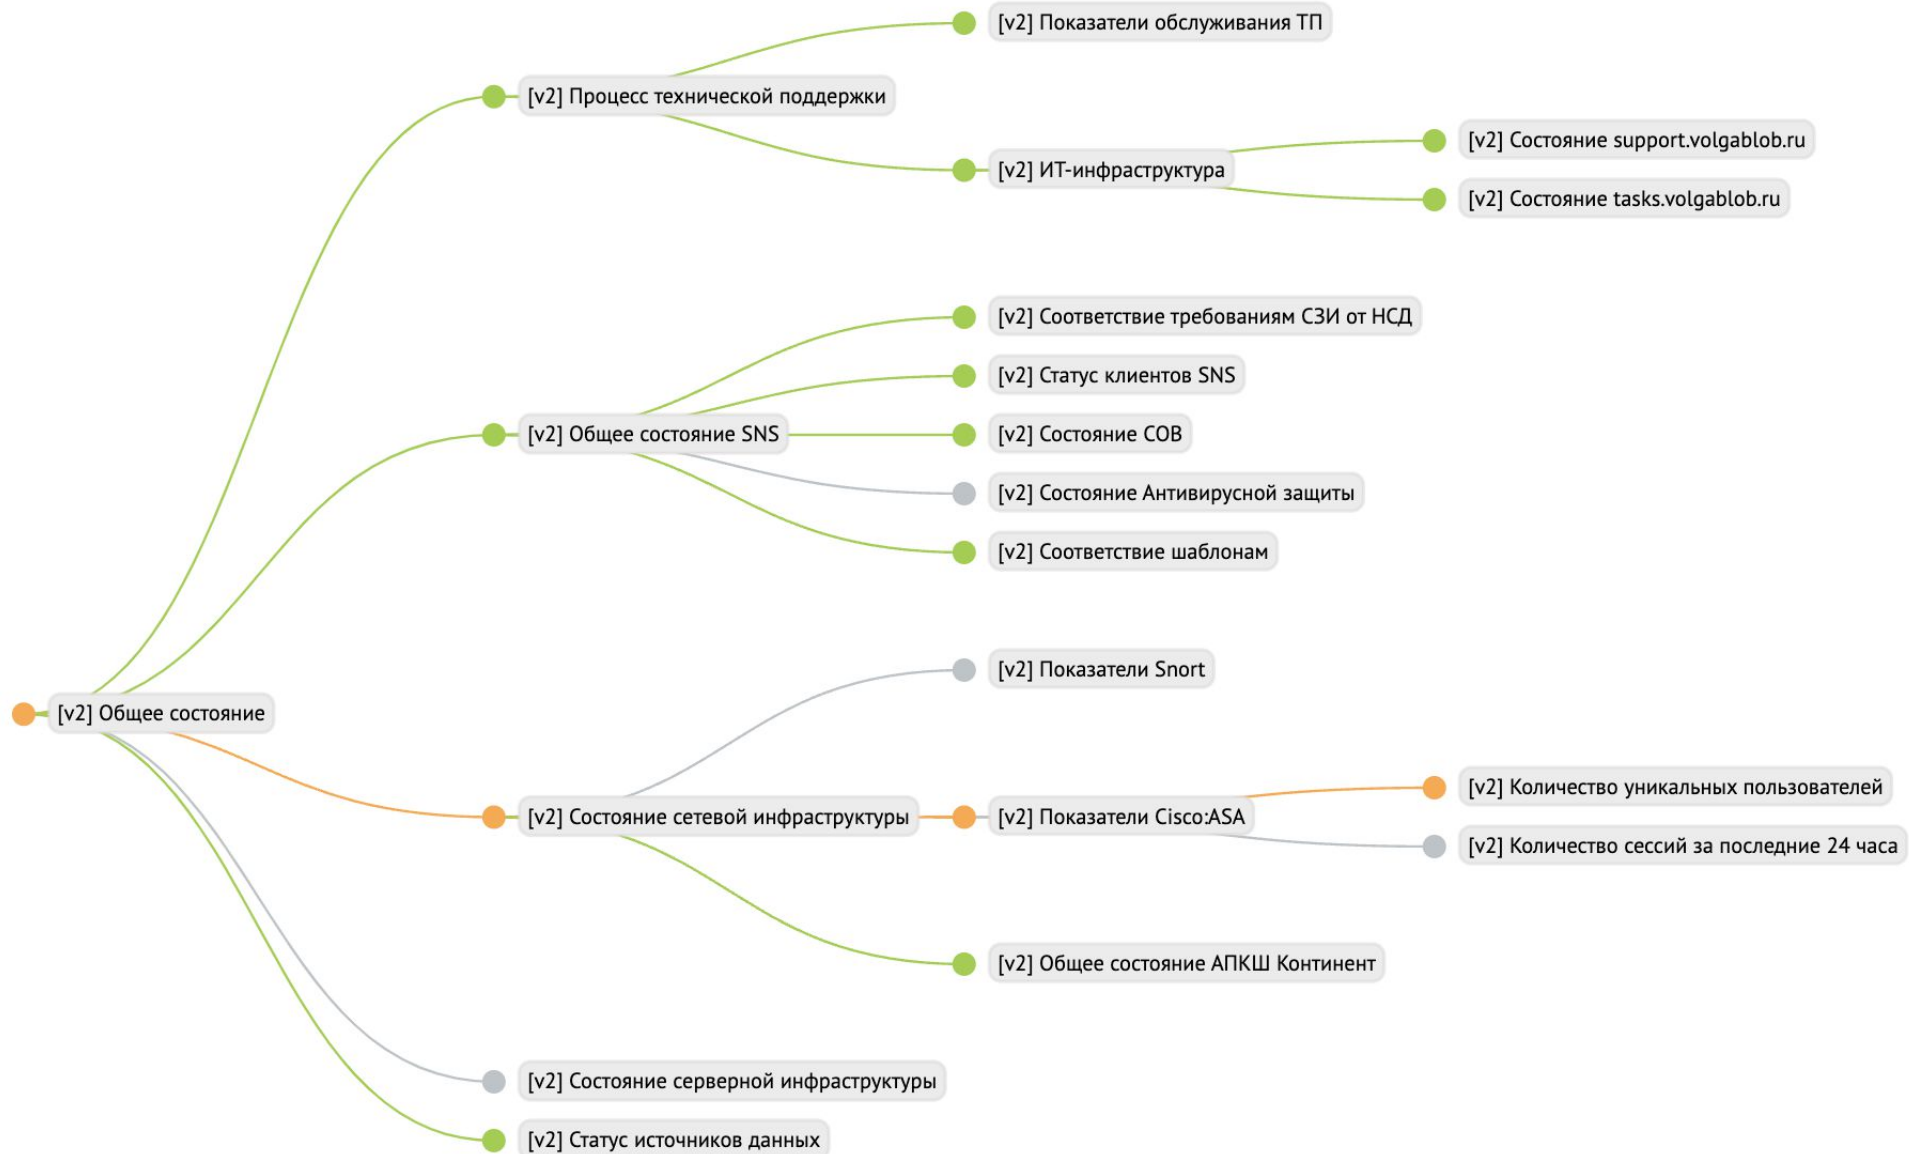 [v2] Показатели обслуживания ТП
[v2] Процесс технической поддержки
[v2] Состояние support.volgablob.ru
[v2] ИТ-инфраструктура
[v2] Состояние tasks.volgablob.ru
[v2] Соответствие требованиям СЗИ от НСД
[v2] Статус клиентов SNS
[v2] Общее состояние SNS
[v2] Состояние СОВ
[v2] Состояние Антивирусной защиты
[v2] Соответствие шаблонам
[v2] Показатели Snort
[v2] Общее состояние
[v2] Количество уникальных пользователей
[v2] Состояние сетевой инфраструктуры
[v2] Показатели Cisco:ASA
[v2] Количество сессий за последние 24 часа
[v2] Общее состояние АПКШ Континент
[v2] Состояние серверной инфраструктуры
[v2] Статус источников данных